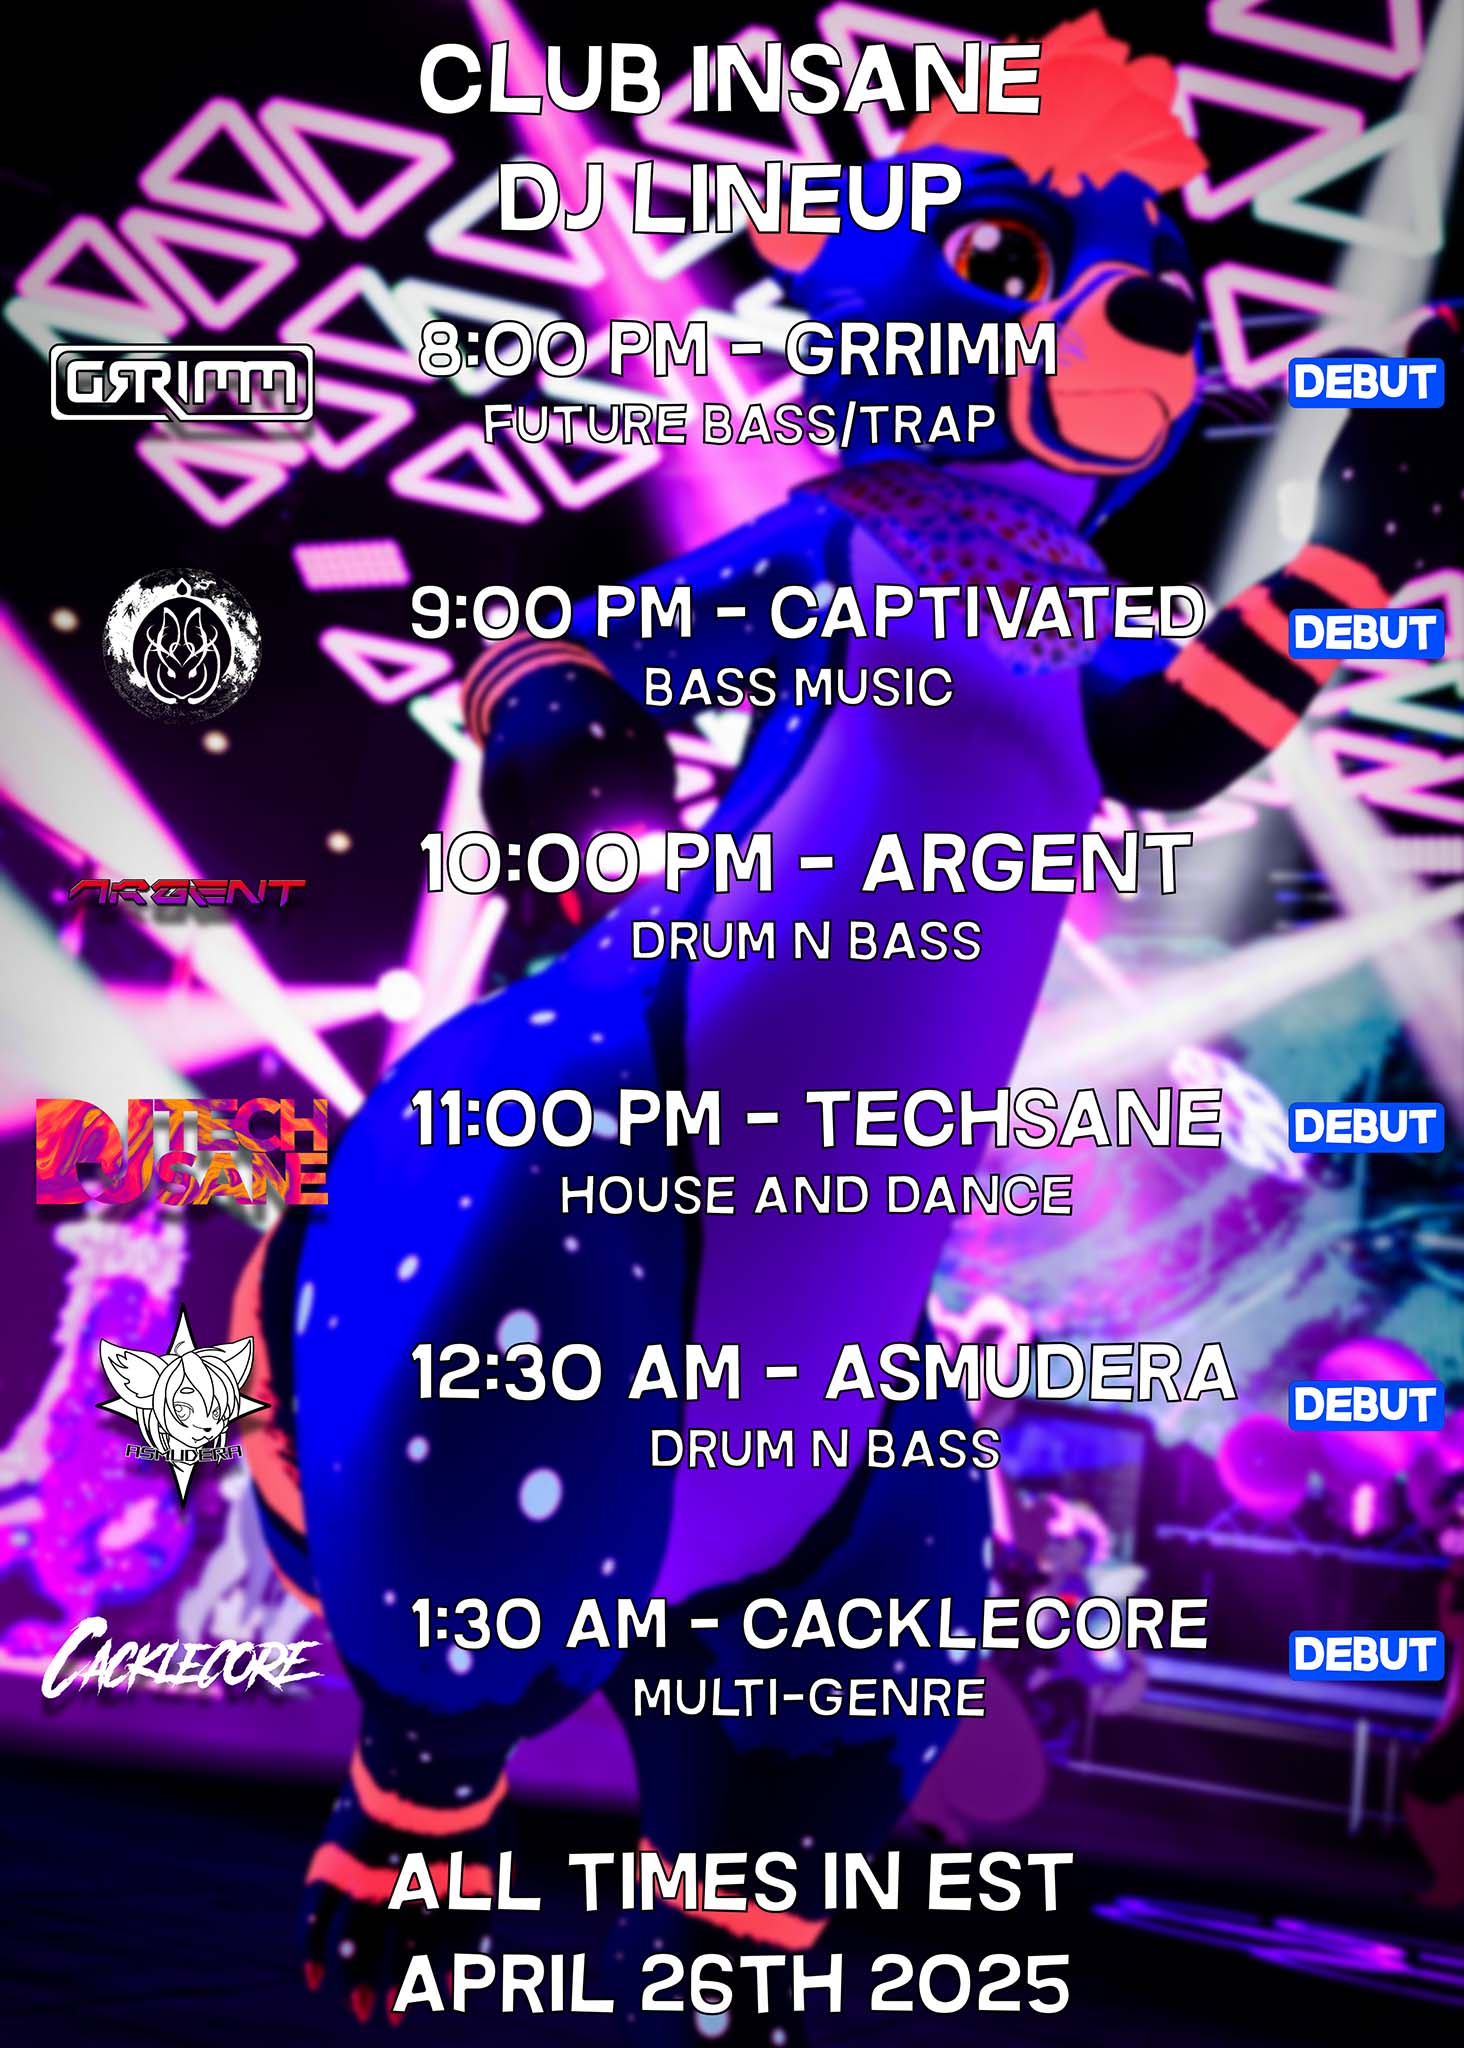 CLUB INSANE
DJ LINEUP
GRRIMM
8:00 PM - GRRIMM
DEBUT
FUTURE BASS/TRAP
9:00 PM - CAPTIVATED
DEBUT
BASS MUSIC
10:00 PM - ARGENT
ARGENT
DRUM N BASS
DJ TECH
SANE
11:00 PM - TECHSANE
DEBUT
HOUSE AND DANCE
12:30 AM - ASMUDERA
DEBUT
ASMUDERA
DRUM N BASS
CACKLECORE
1:30 AM - CACKLECORE
DEBUT
MULTI-GENRE
ALL TIMES IN EST
APRIL 26TH 2025